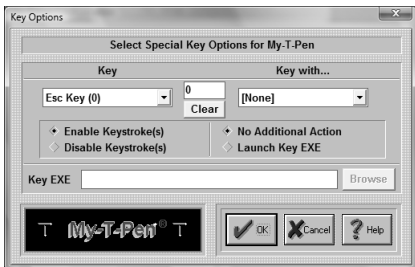 Key Options
Select Special Key Options for My-T-Pen
Key
Key with...
Esc Key (0)
0
[None]
Clear
Enable Keystroke(s)
No Additional Action
Disable Keystroke(s)
Launch Key EXE
Key EXE
Browse
T My-T-Pen® T
OK
Cancel
Help